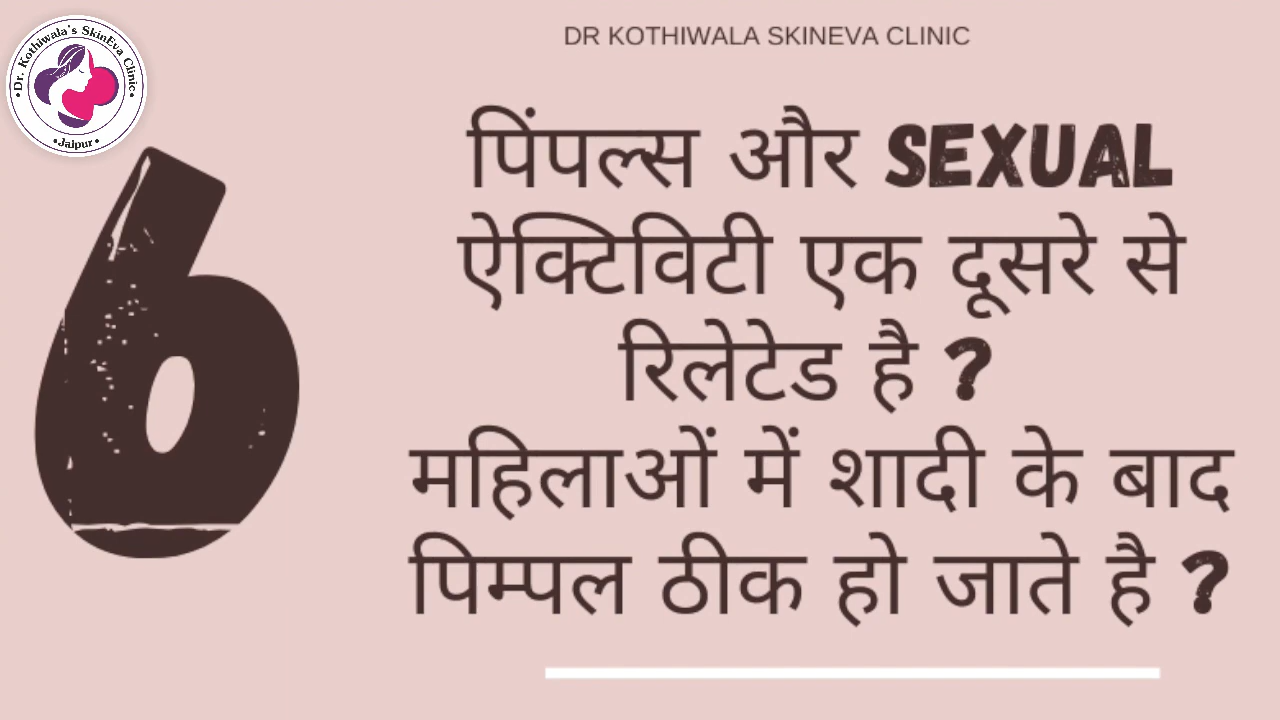 DR KOTHIWALA SKINEVA CLINIC
Dr. Kothiwala's SkinEva Clinic
•Jaipur•
6
पिंपल्स और SEXUAL
ऐक्टिविटी एक दूसरे से
रिलेटेड है ?
महिलाओं में शादी के बाद
पिम्पल ठीक हो जाते है ?